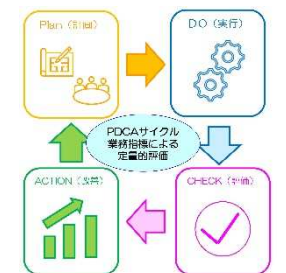 Plan（計画）
DO（実行）
PDCAサイクル
業務指標による
定量的評価
ACTION（改善）
CHECK（評価）